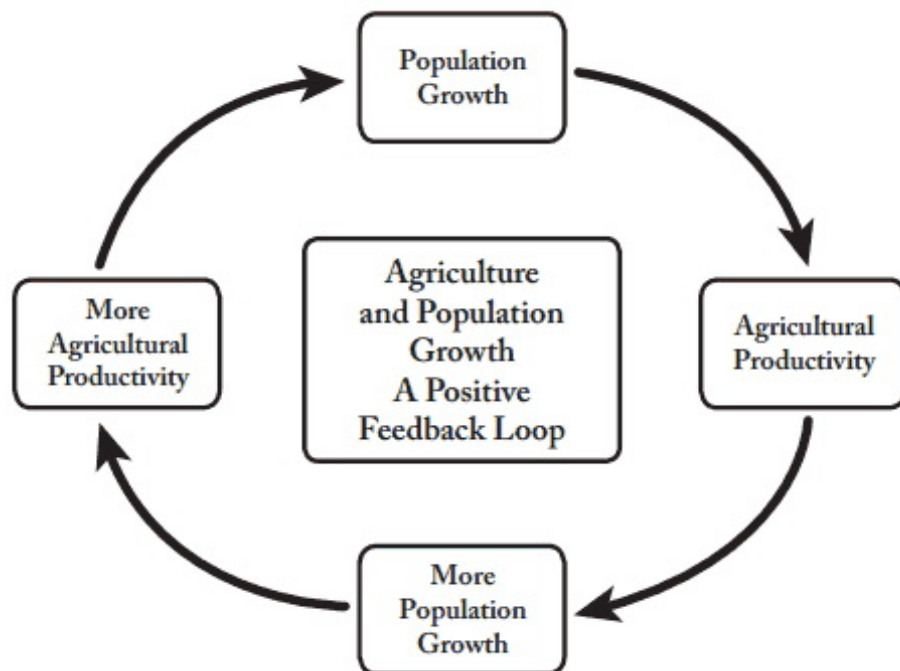 Population
Growth
Agriculture
and Population
Growth
A Positive
Feedback Loop
More
Agricultural
Productivity
Agricultural
Productivity
More
Population
Growth